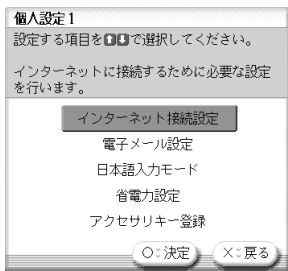 個人設定1
設定する項目を⬆⬇で選択してください。
インターネットに接続するために必要な設定
を行います。
インターネット接続設定
電子メール設定
日本語入力モード
省電力設定
アクセサリキー登録
○:決定
×:戻る